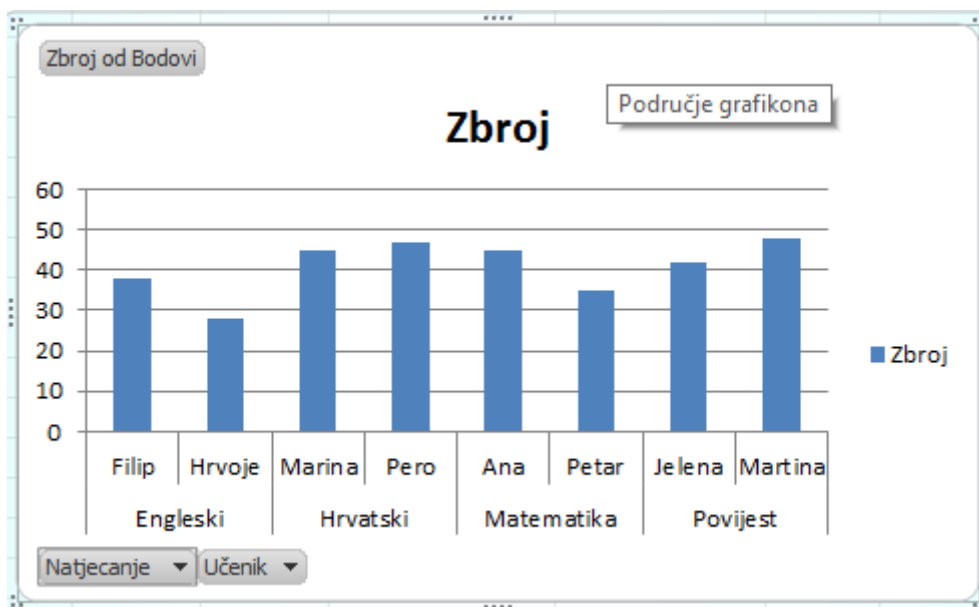 Zbroj od Bodovi
Područje grafikona
Zbroj
60
50
40
30
20
10
0
Zbroj
Filip Hrvoje Marina Pero Ana Petar Jelena Martina
Engleski Hrvatski Matematika Povijest
Natjecanje Učenik